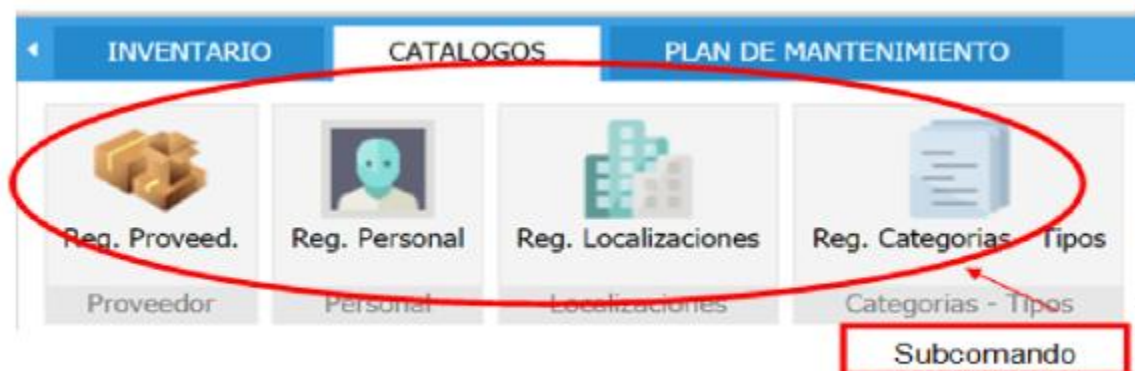 INVENTARIO CATALOGOS PLAN DE MANTENIMIENTO
Reg. Proveed. Reg. Personal Reg. Localizaciones Reg. Categorias - Tipos
Proveedor Personal Localizaciones Categorias - Tipos
Subcomando